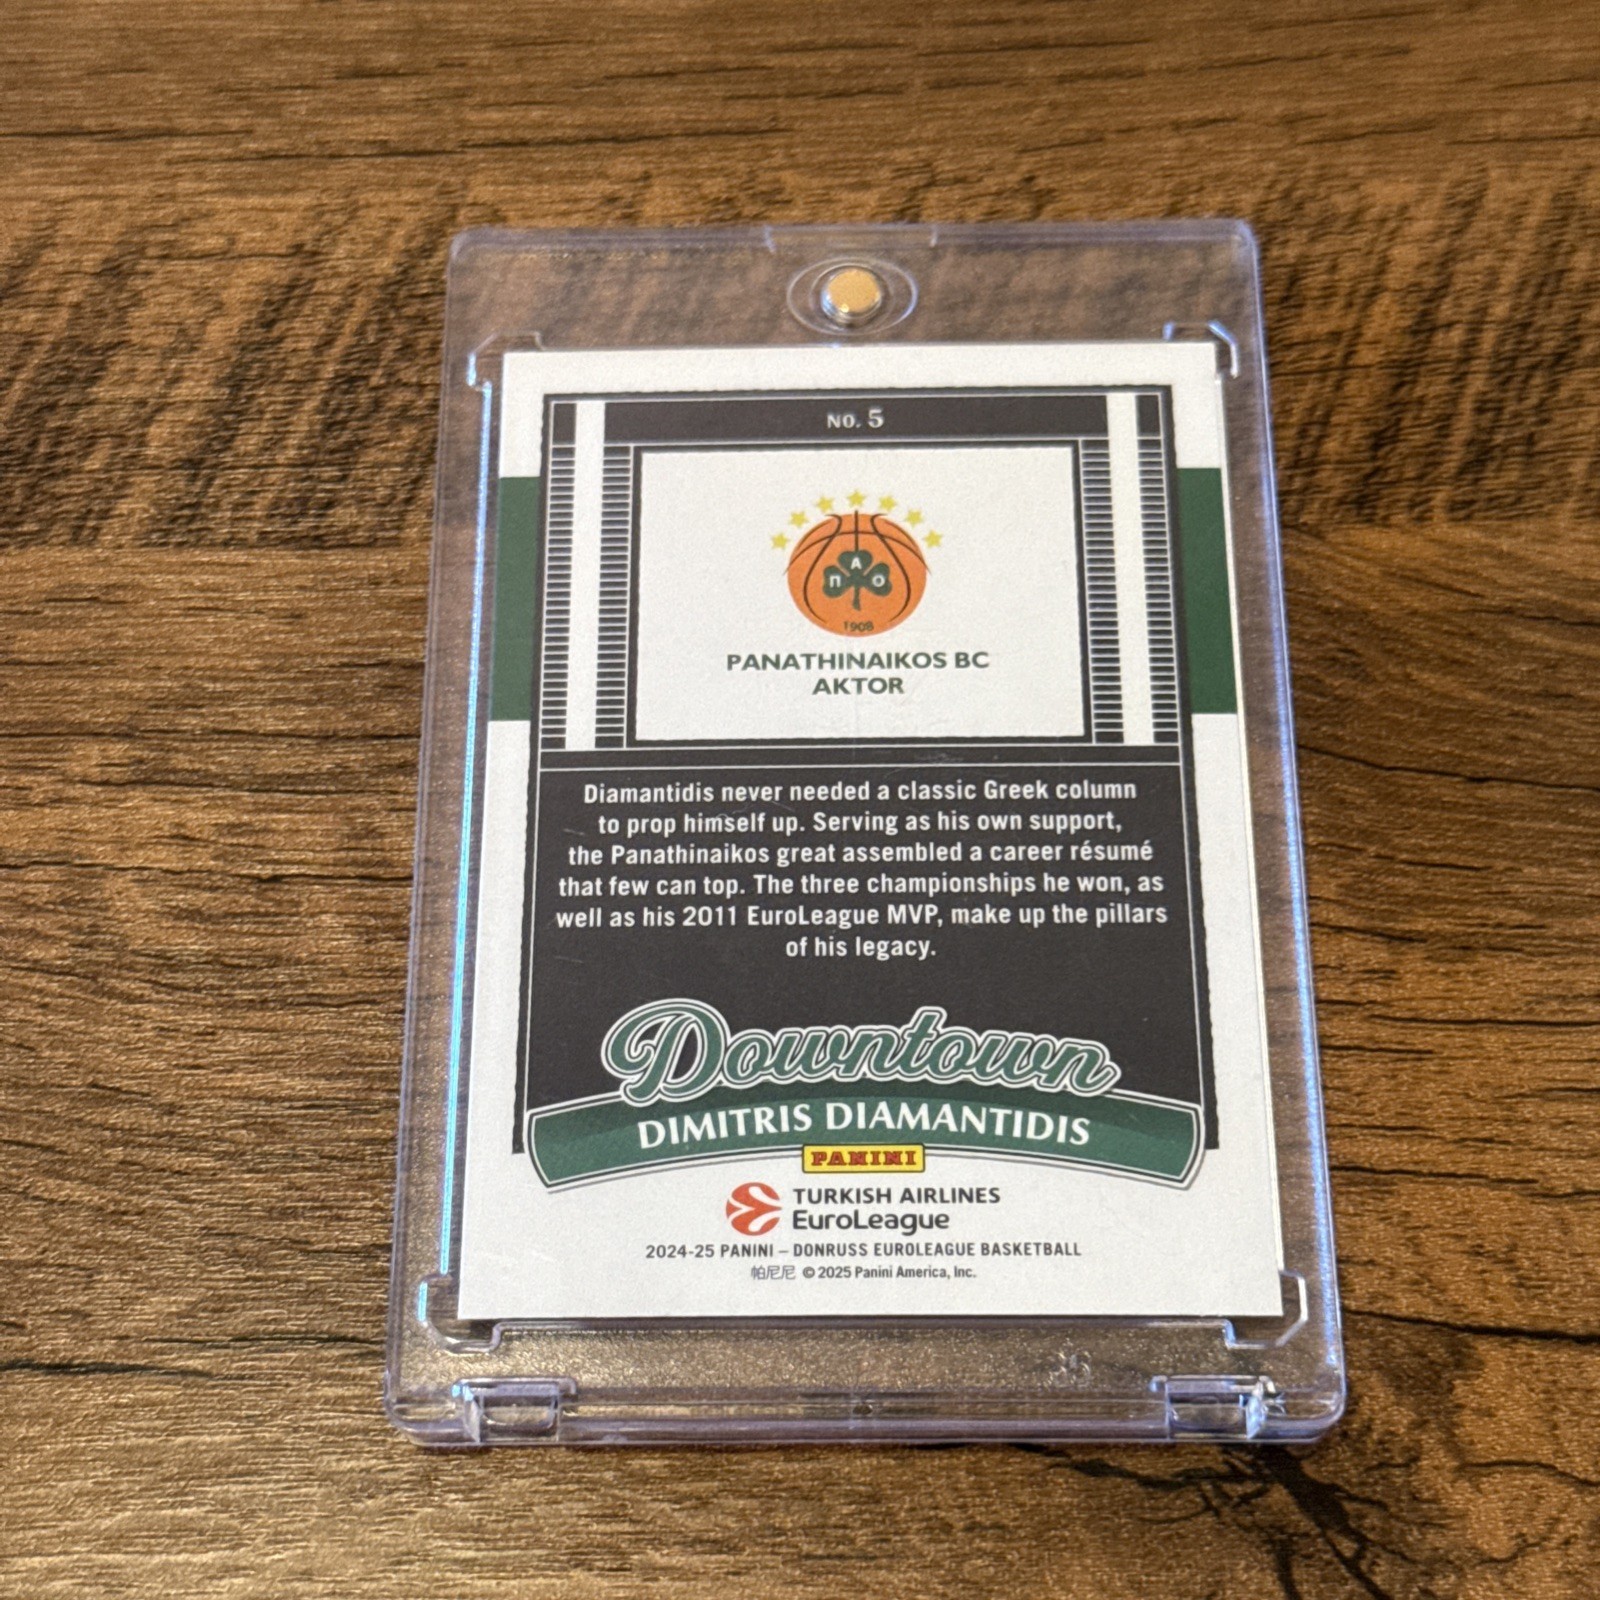 NO. 5
Π Α Ο
1908
PANATHINAIKOS BC
AKTOR
Diamantidis never needed a classic Greek column
to prop himself up. Serving as his own support,
the Panathinaikos great assembled a career résumé
that few can top. The three championships he won, as
well as his 2011 EuroLeague MVP, make up the pillars
of his legacy.
Downtown
DIMITRIS DIAMANTIDIS
PANINI
TURKISH AIRLINES
EuroLeague
2024-25 PANINI – DONRUSS EUROLEAGUE BASKETBALL
帕尼尼 © 2025 Panini America, Inc.